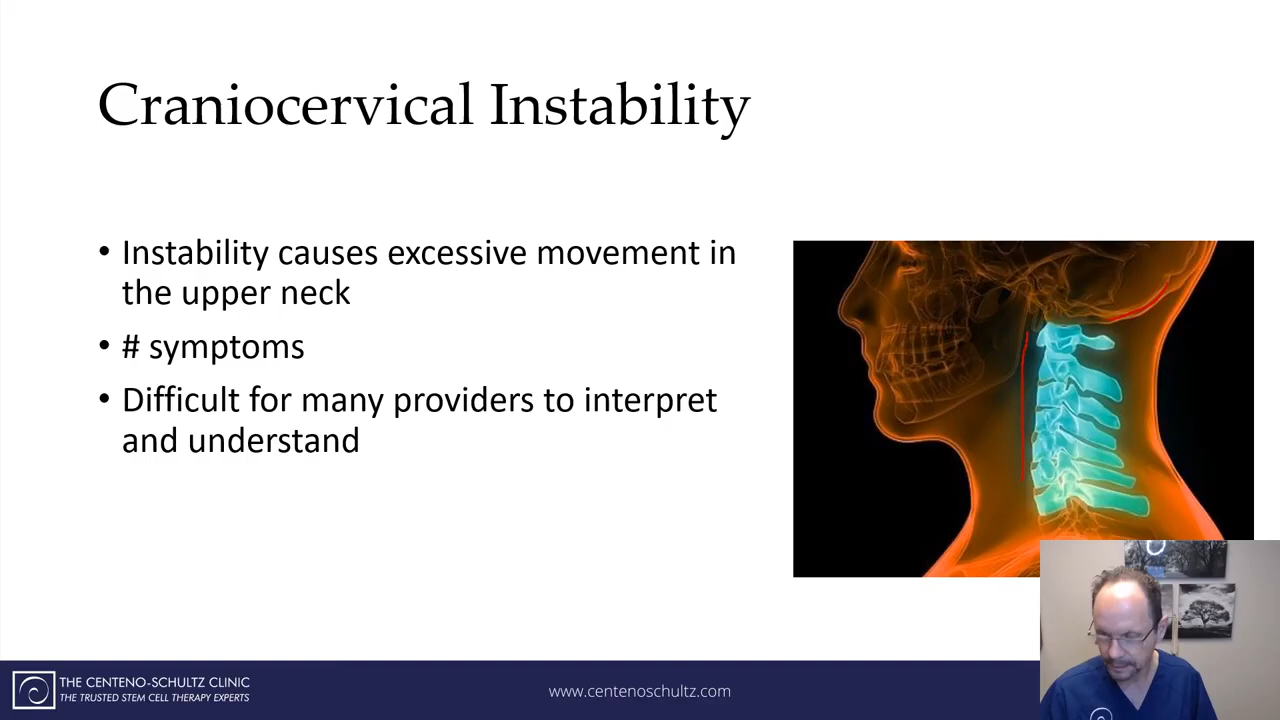 Craniocervical Instability
• Instability causes excessive movement in
the upper neck
• # symptoms
• Difficult for many providers to interpret
and understand
THE CENTENO-SCHULTZ CLINIC
THE TRUSTED STEM CELL THERAPY EXPERTS
www.centenoschultz.com